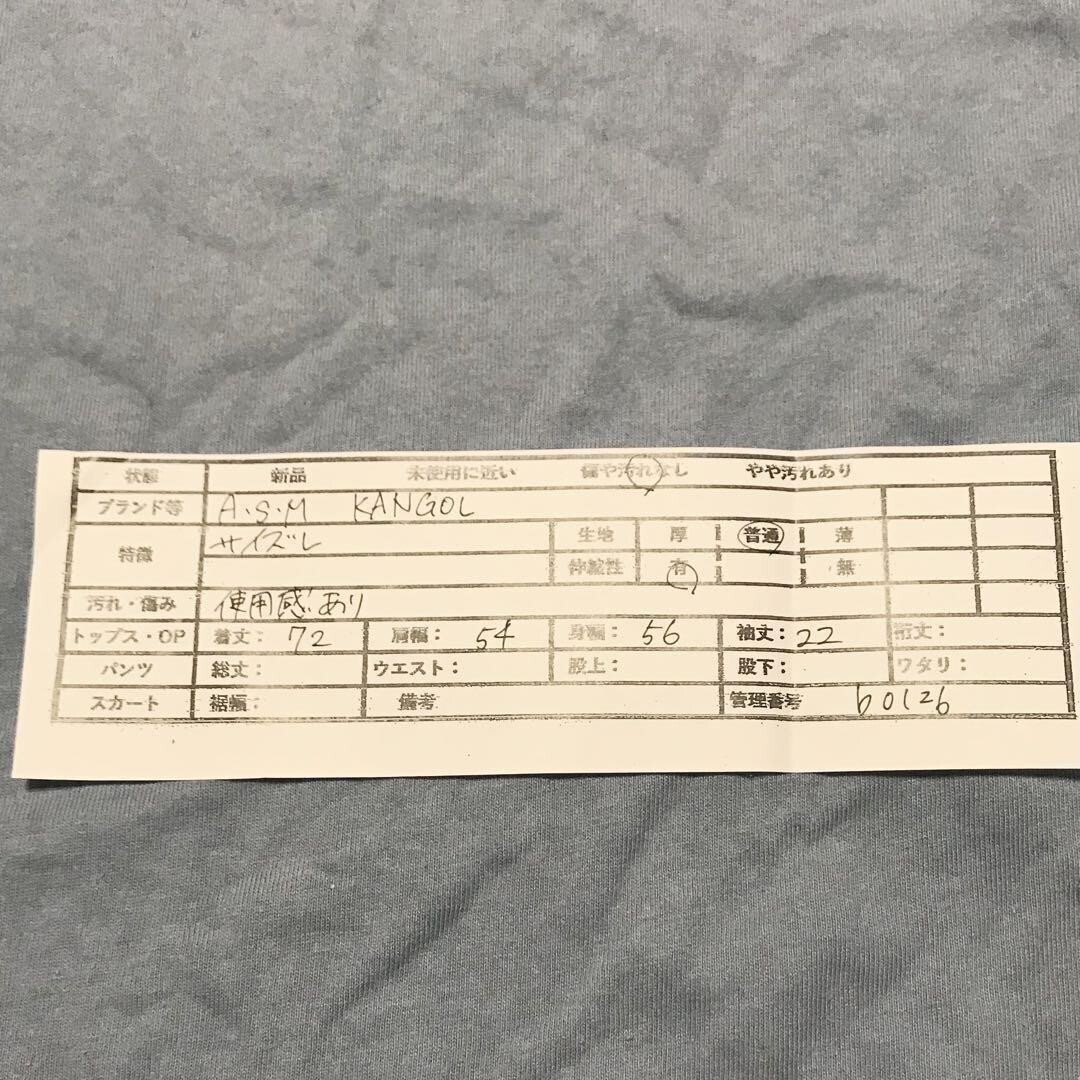 状態 新品 未使用に近い 傷や汚れなし やや汚れあり
ブランド等 A.S.M KANGOL
特徴 サイズL 生地 厚 普通 薄
伸縮性 有 無
汚れ・傷み 使用感あり
トップス・OP 着丈: 72 肩幅: 54 身幅: 56 袖丈: 22 裄丈:
パンツ 総丈: ウエスト: 股上: 股下: ワタリ:
スカート 裾幅: 備考 管理番号 b0126